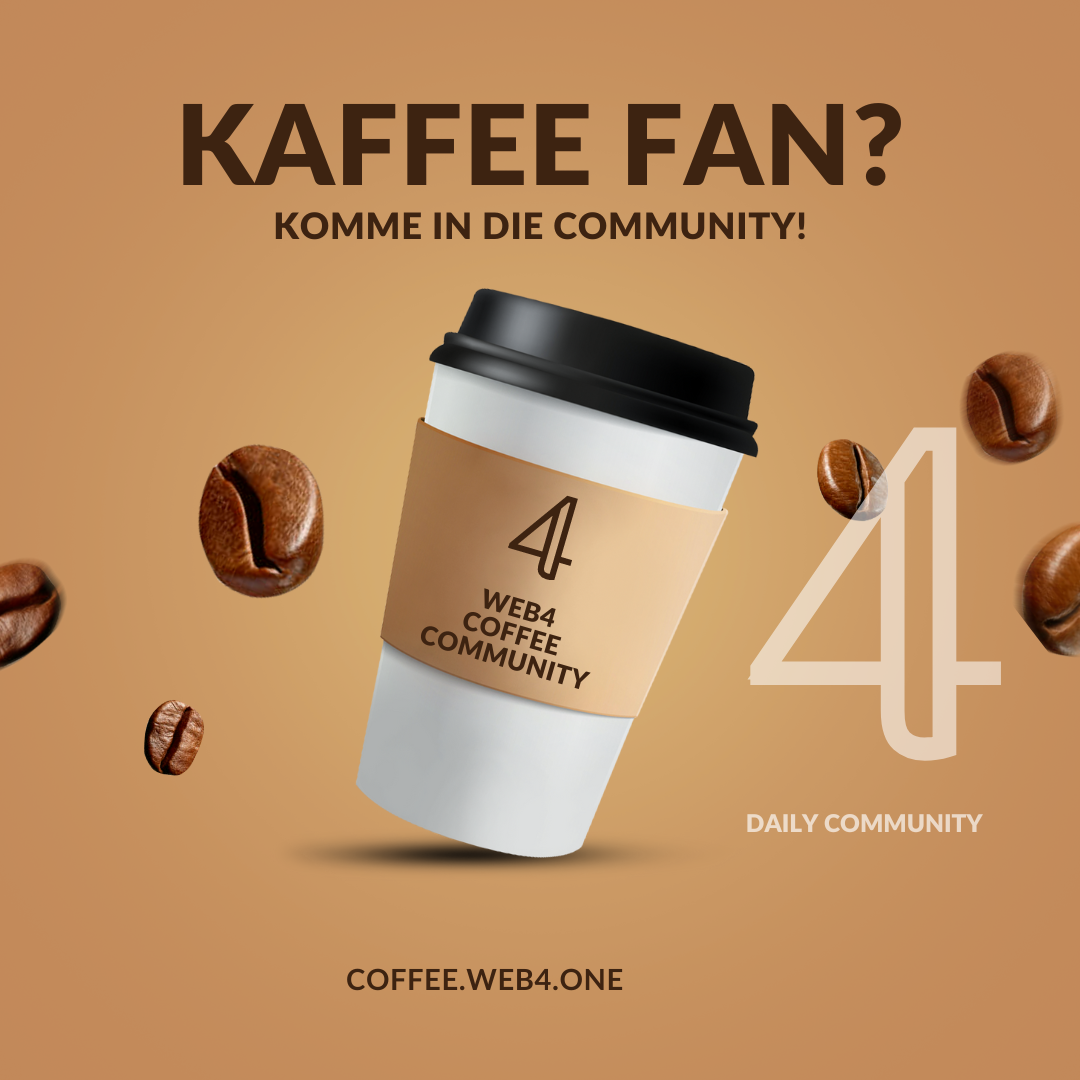 KAFFEE FAN?
KOMME IN DIE COMMUNITY!
4
WEB4
COFFEE
COMMUNITY
4
DAILY COMMUNITY
COFFEE.WEB4.ONE